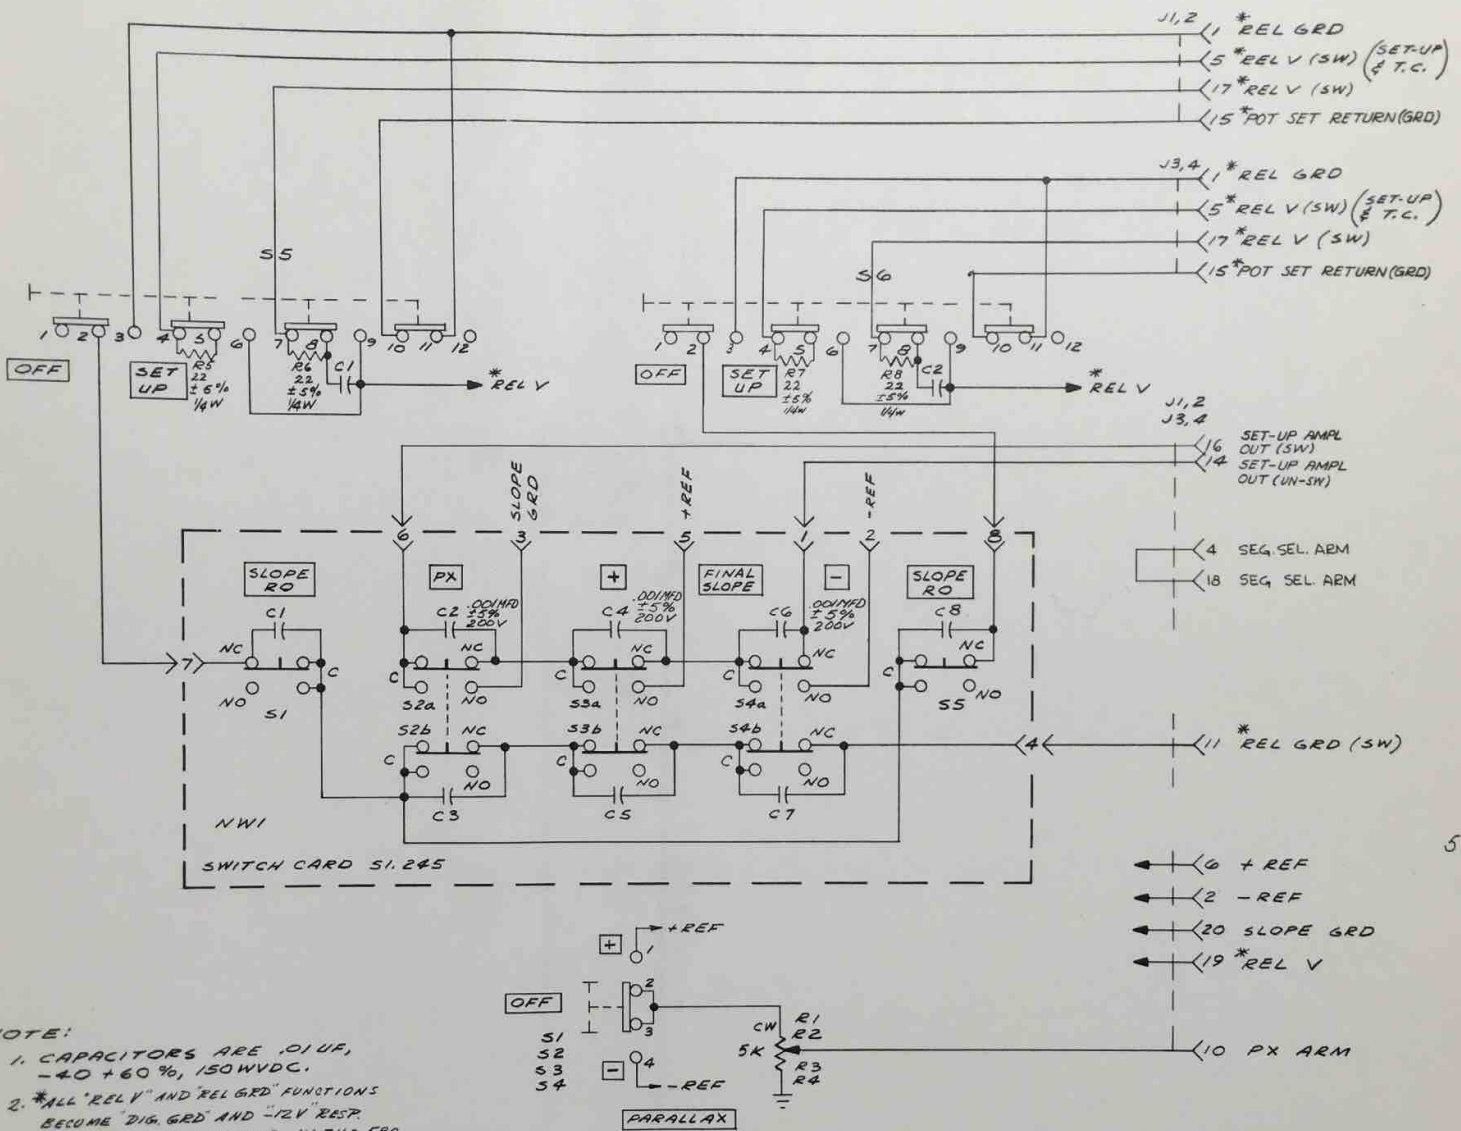 J1,2
1 *REL GRD
5 *REL V (SW) (SET-UP & T.C.)
17 *REL V (SW)
15 *POT SET RETURN (GRD)
J3,4
1 *REL GRD
5 *REL V (SW) (SET-UP & T.C.)
17 *REL V (SW)
15 *POT SET RETURN (GRD)
S5
S6
1 2 3 4 5 6 7 8 9 10 11 12
1 2 3 4 5 6 7 8 9 10 11 12
OFF
SET UP
R5
22
±5%
1/4W
R6
22
±5%
1/4W
C1
*REL V
OFF
SET UP
R7
22
±5%
1/4W
R8
22
±5%
1/4W
C2
*REL V
J1,2
J3,4
16 SET-UP AMPL
OUT (SW)
14 SET-UP AMPL
OUT (UN-SW)
SLOPE GRD
+REF
-REF
6 3 5 1 2 8
4 SEG. SEL. ARM
18 SEG SEL. ARM
SLOPE RO
PX
+
FINAL SLOPE
-
SLOPE RO
C1
C2 .001MFD
±5%
200V
C4 .001MFD
±5%
200V
C6 .001MFD
±5%
200V
C8
7
NC C NO S1
C NC S2a NO
C NC S3a NO
C NC S4a NO
C NC S5 NO
S2b NC C NO
S3b NC C NO
S4b NC C NO
4
11 *REL GRD (SW)
C3
C5
C7
NW1
SWITCH CARD S1.245
5
6 + REF
2 - REF
20 SLOPE GRD
19 *REL V
+ 1 +REF
OFF
2
3
S1
S2
S3
S4
- 4 -REF
PARALLAX
CW
5K
R1
R2
R3
R4
10 PX ARM
OTE:
1. CAPACITORS ARE .01 UF,
-40 +60 %, 150 WVDC.
2. *ALL "REL V" AND "REL GRD" FUNCTIONS
BECOME "DIG. GRD" AND "-12V" RESP.